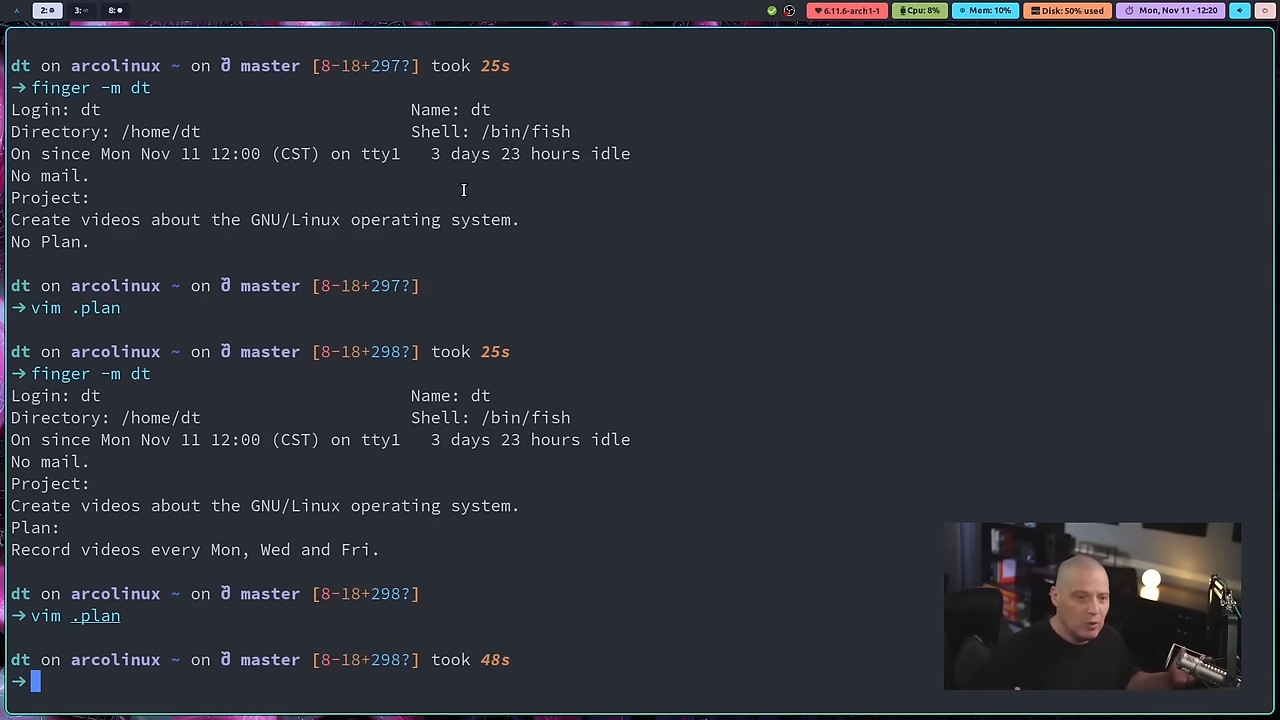 2: 3: 8: 6.11.6-arch1-1 Cpu: 8% Mem: 10% Disk: 50% used Mon, Nov 11 - 12:20
dt on arcolinux ~ on master [8-18+297?] took 25s
→ finger -m dt
Login: dt Name: dt
Directory: /home/dt Shell: /bin/fish
On since Mon Nov 11 12:00 (CST) on tty1 3 days 23 hours idle
No mail.
Project:
Create videos about the GNU/Linux operating system.
No Plan.
dt on arcolinux ~ on master [8-18+297?]
→ vim .plan
dt on arcolinux ~ on master [8-18+298?] took 25s
→ finger -m dt
Login: dt Name: dt
Directory: /home/dt Shell: /bin/fish
On since Mon Nov 11 12:00 (CST) on tty1 3 days 23 hours idle
No mail.
Project:
Create videos about the GNU/Linux operating system.
Plan:
Record videos every Mon, Wed and Fri.
dt on arcolinux ~ on master [8-18+298?]
→ vim .plan
dt on arcolinux ~ on master [8-18+298?] took 48s
→